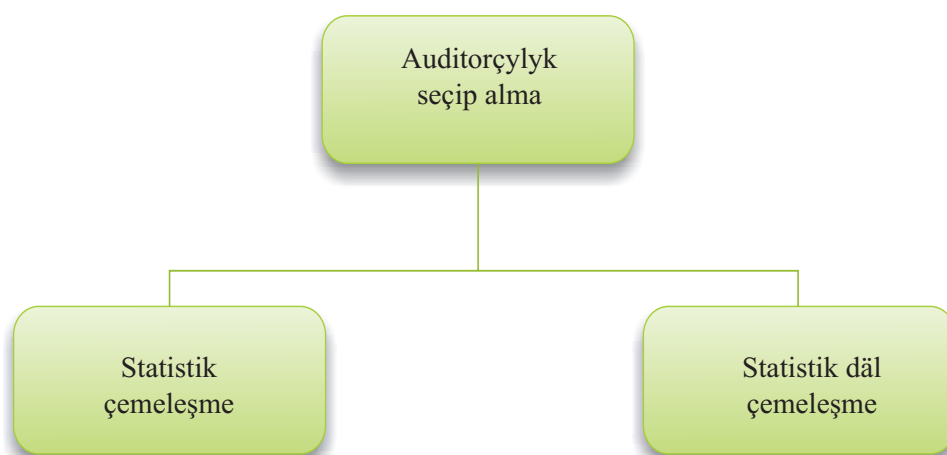 Auditorçylyk
seçip alma
Statistik
çemeleşme
Statistik däl
çemeleşme